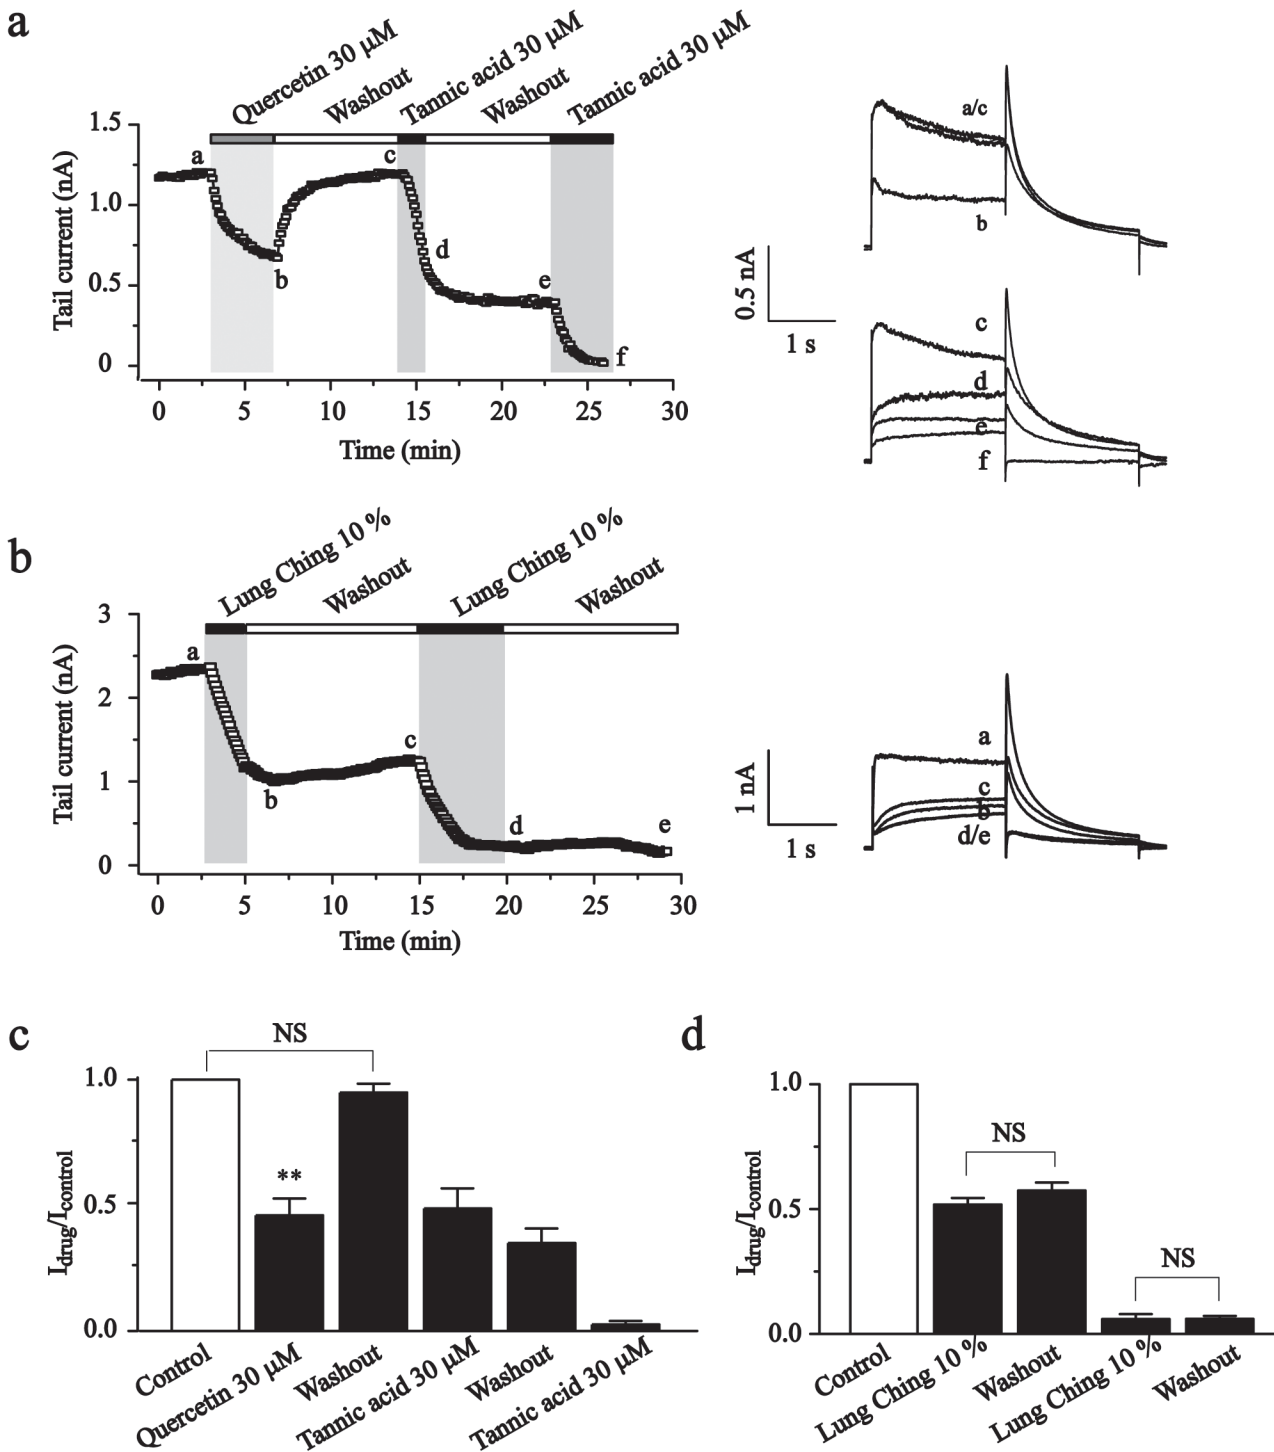 a
Quercetin 30 µM
Washout
Tannic acid 30 µM
Washout
Tannic acid 30 µM
1.5
1.0
0.5
0
Tail current (nA)
a
b
c
d
e
f
0 5 10 15 20 25 30
Time (min)
a/c
b
0.5 nA
1 s
c
d
e
f
b
Lung Ching 10 %
Washout
Lung Ching 10 %
Washout
3
2
1
0
Tail current (nA)
a
b
c
d
e
0 5 10 15 20 25 30
Time (min)
1 nA
1 s
a
c
b
d/e
c
NS
1.0
0.5
0.0
Idrug/Icontrol
**
Control
Quercetin 30 µM
Washout
Tannic acid 30 µM
Washout
Tannic acid 30 µM
d
1.0
0.5
0.0
Idrug/Icontrol
NS
NS
Control
Lung Ching 10 %
Washout
Lung Ching 10 %
Washout